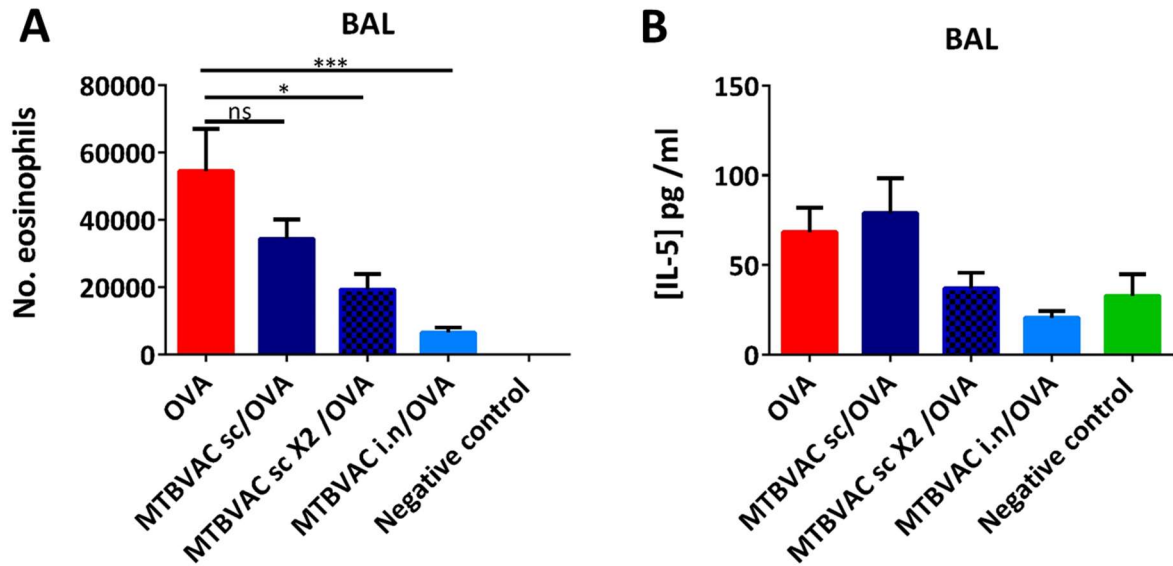 A
BAL
No. eosinophils
80000
60000
40000
20000
0
***
*
ns
OVA
MTBVAC sc/OVA
MTBVAC sc X2 /OVA
MTBVAC i.n/OVA
Negative control
B
BAL
[IL-5] pg /ml
150
100
50
0
OVA
MTBVAC sc/OVA
MTBVAC sc X2 /OVA
MTBVAC i.n/OVA
Negative control